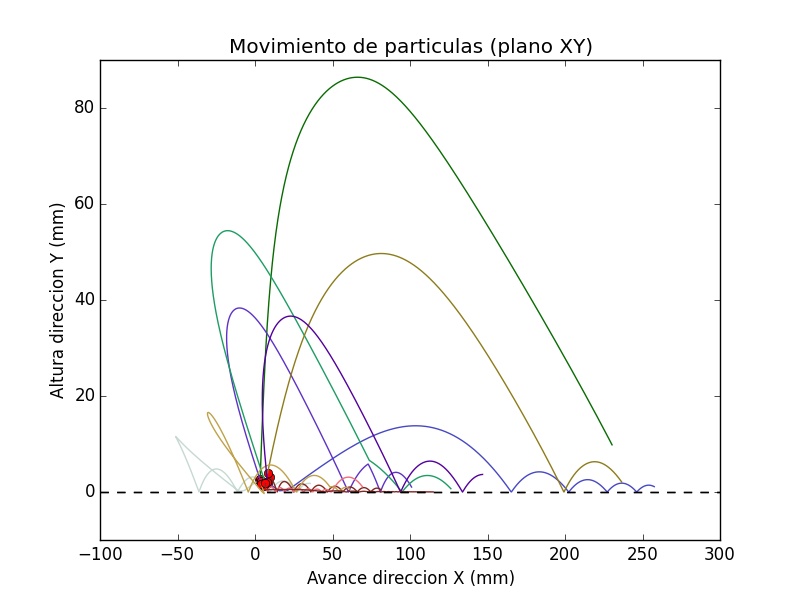 Movimiento de particulas (plano XY)
Altura direccion Y (mm)
80
60
40
20
0
−100 −50 0 50 100 150 200 250 300
Avance direccion X (mm)